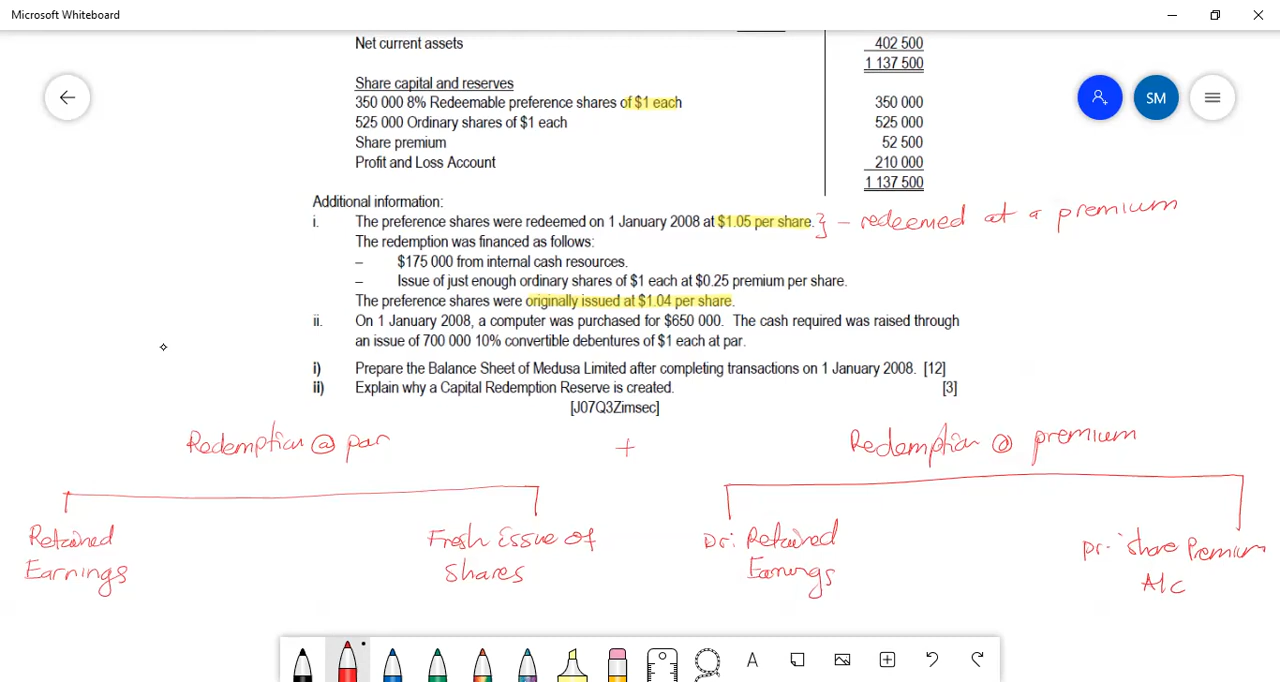 Microsoft Whiteboard
Net current assets 402 500
1 137 500
Share capital and reserves
350 000 8% Redeemable preference shares of $1 each 350 000
525 000 Ordinary shares of $1 each 525 000
Share premium 52 500
Profit and Loss Account 210 000
1 137 500
SM
Additional information:
i. The preference shares were redeemed on 1 January 2008 at $1.05 per share. } - redeemed at a premium
The redemption was financed as follows:
– $175 000 from internal cash resources.
– Issue of just enough ordinary shares of $1 each at $0.25 premium per share.
The preference shares were originally issued at $1.04 per share.
ii. On 1 January 2008, a computer was purchased for $650 000. The cash required was raised through
an issue of 700 000 10% convertible debentures of $1 each at par.
i) Prepare the Balance Sheet of Medusa Limited after completing transactions on 1 January 2008. [12]
ii) Explain why a Capital Redemption Reserve is created. [3]
[J07Q3Zimsec]
Redemption @ par + Redemption @ premium
Retained Fresh issue of Dr: Retained Dr: Share Premium
Earnings Shares Earnings A/c
A